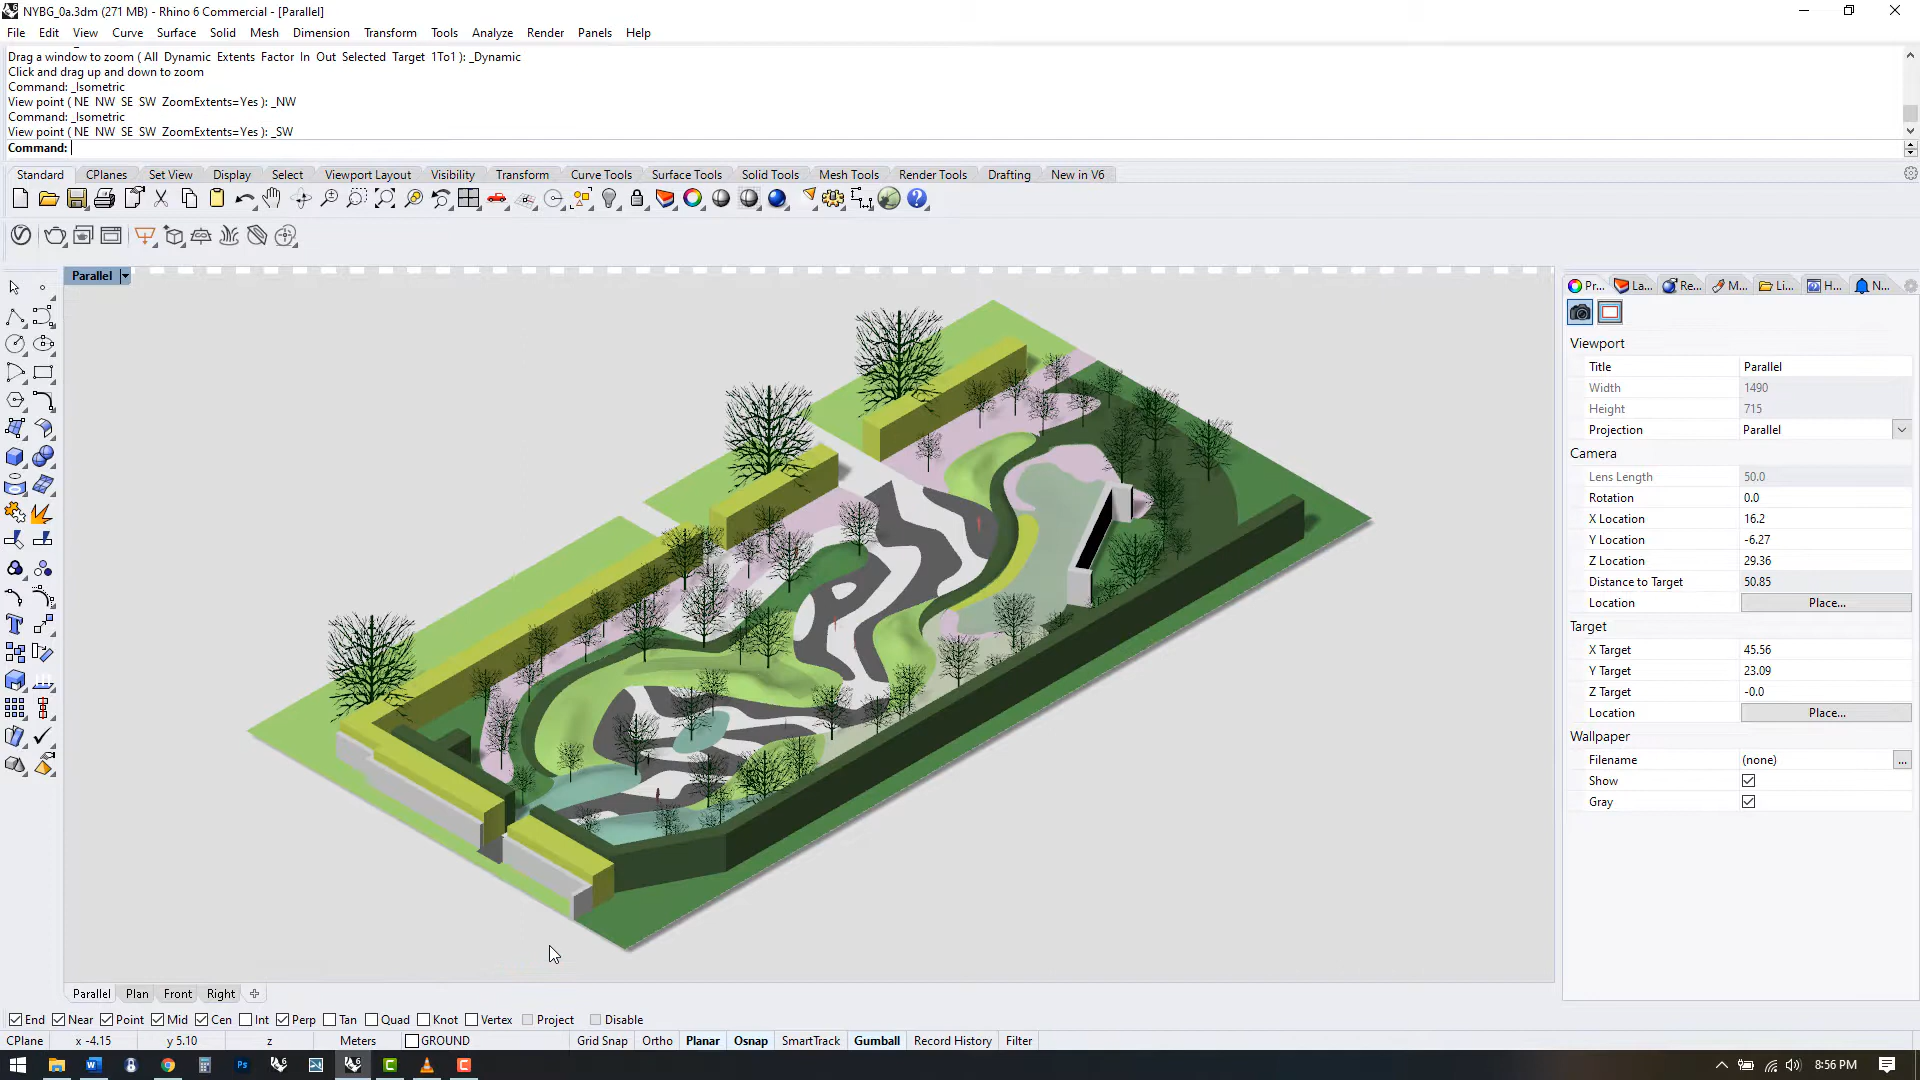 NYBG_0a.3dm (271 MB) - Rhino 6 Commercial - [Parallel]
File Edit View Curve Surface Solid Mesh Dimension Transform Tools Analyze Render Panels Help
Drag a window to zoom ( All Dynamic Extents Factor In Out Selected Target 1To1 ): _Dynamic
Click and drag up and down to zoom
Command: _Isometric
View point ( NE NW SE SW ZoomExtents=Yes ): _NW
Command: _Isometric
View point ( NE NW SE SW ZoomExtents=Yes ): _SW
Command:
Standard CPlanes Set View Display Select Viewport Layout Visibility Transform Curve Tools Surface Tools Solid Tools Mesh Tools Render Tools Drafting New in V6
Parallel
Pr... La... Re... M... Li... H... N...
Viewport
Title Parallel
Width 1490
Height 715
Projection Parallel
Camera
Lens Length 50.0
Rotation 0.0
X Location 16.2
Y Location -6.27
Z Location 29.36
Distance to Target 50.85
Location Place...
Target
X Target 45.56
Y Target 23.09
Z Target -0.0
Location Place...
Wallpaper
Filename (none) ...
Show
Gray
Parallel Plan Front Right
End Near Point Mid Cen Int Perp Tan Quad Knot Vertex Project Disable
CPlane x -4.15 y 5.10 z Meters GROUND Grid Snap Ortho Planar Osnap SmartTrack Gumball Record History Filter
8:56 PM